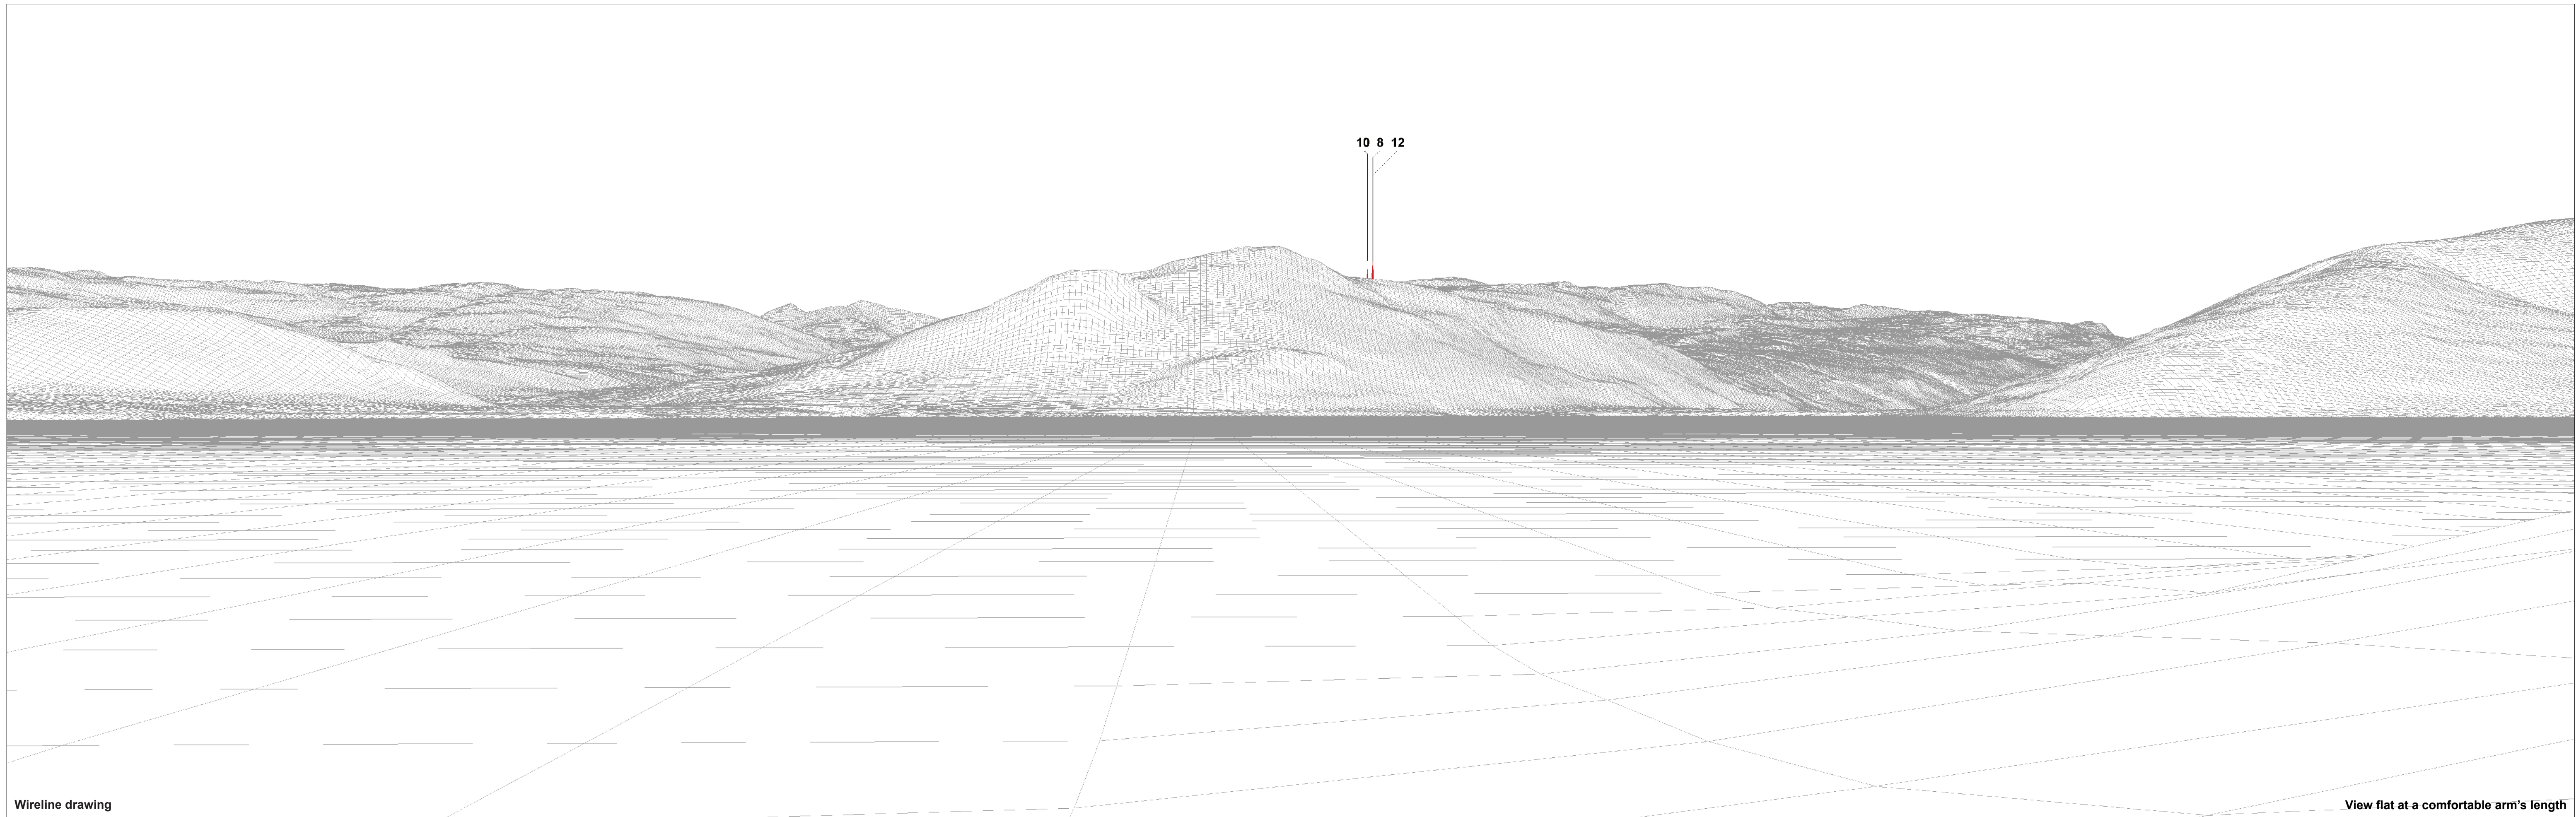 10 8 12
Wireline drawing
View flat at a comfortable arm's length